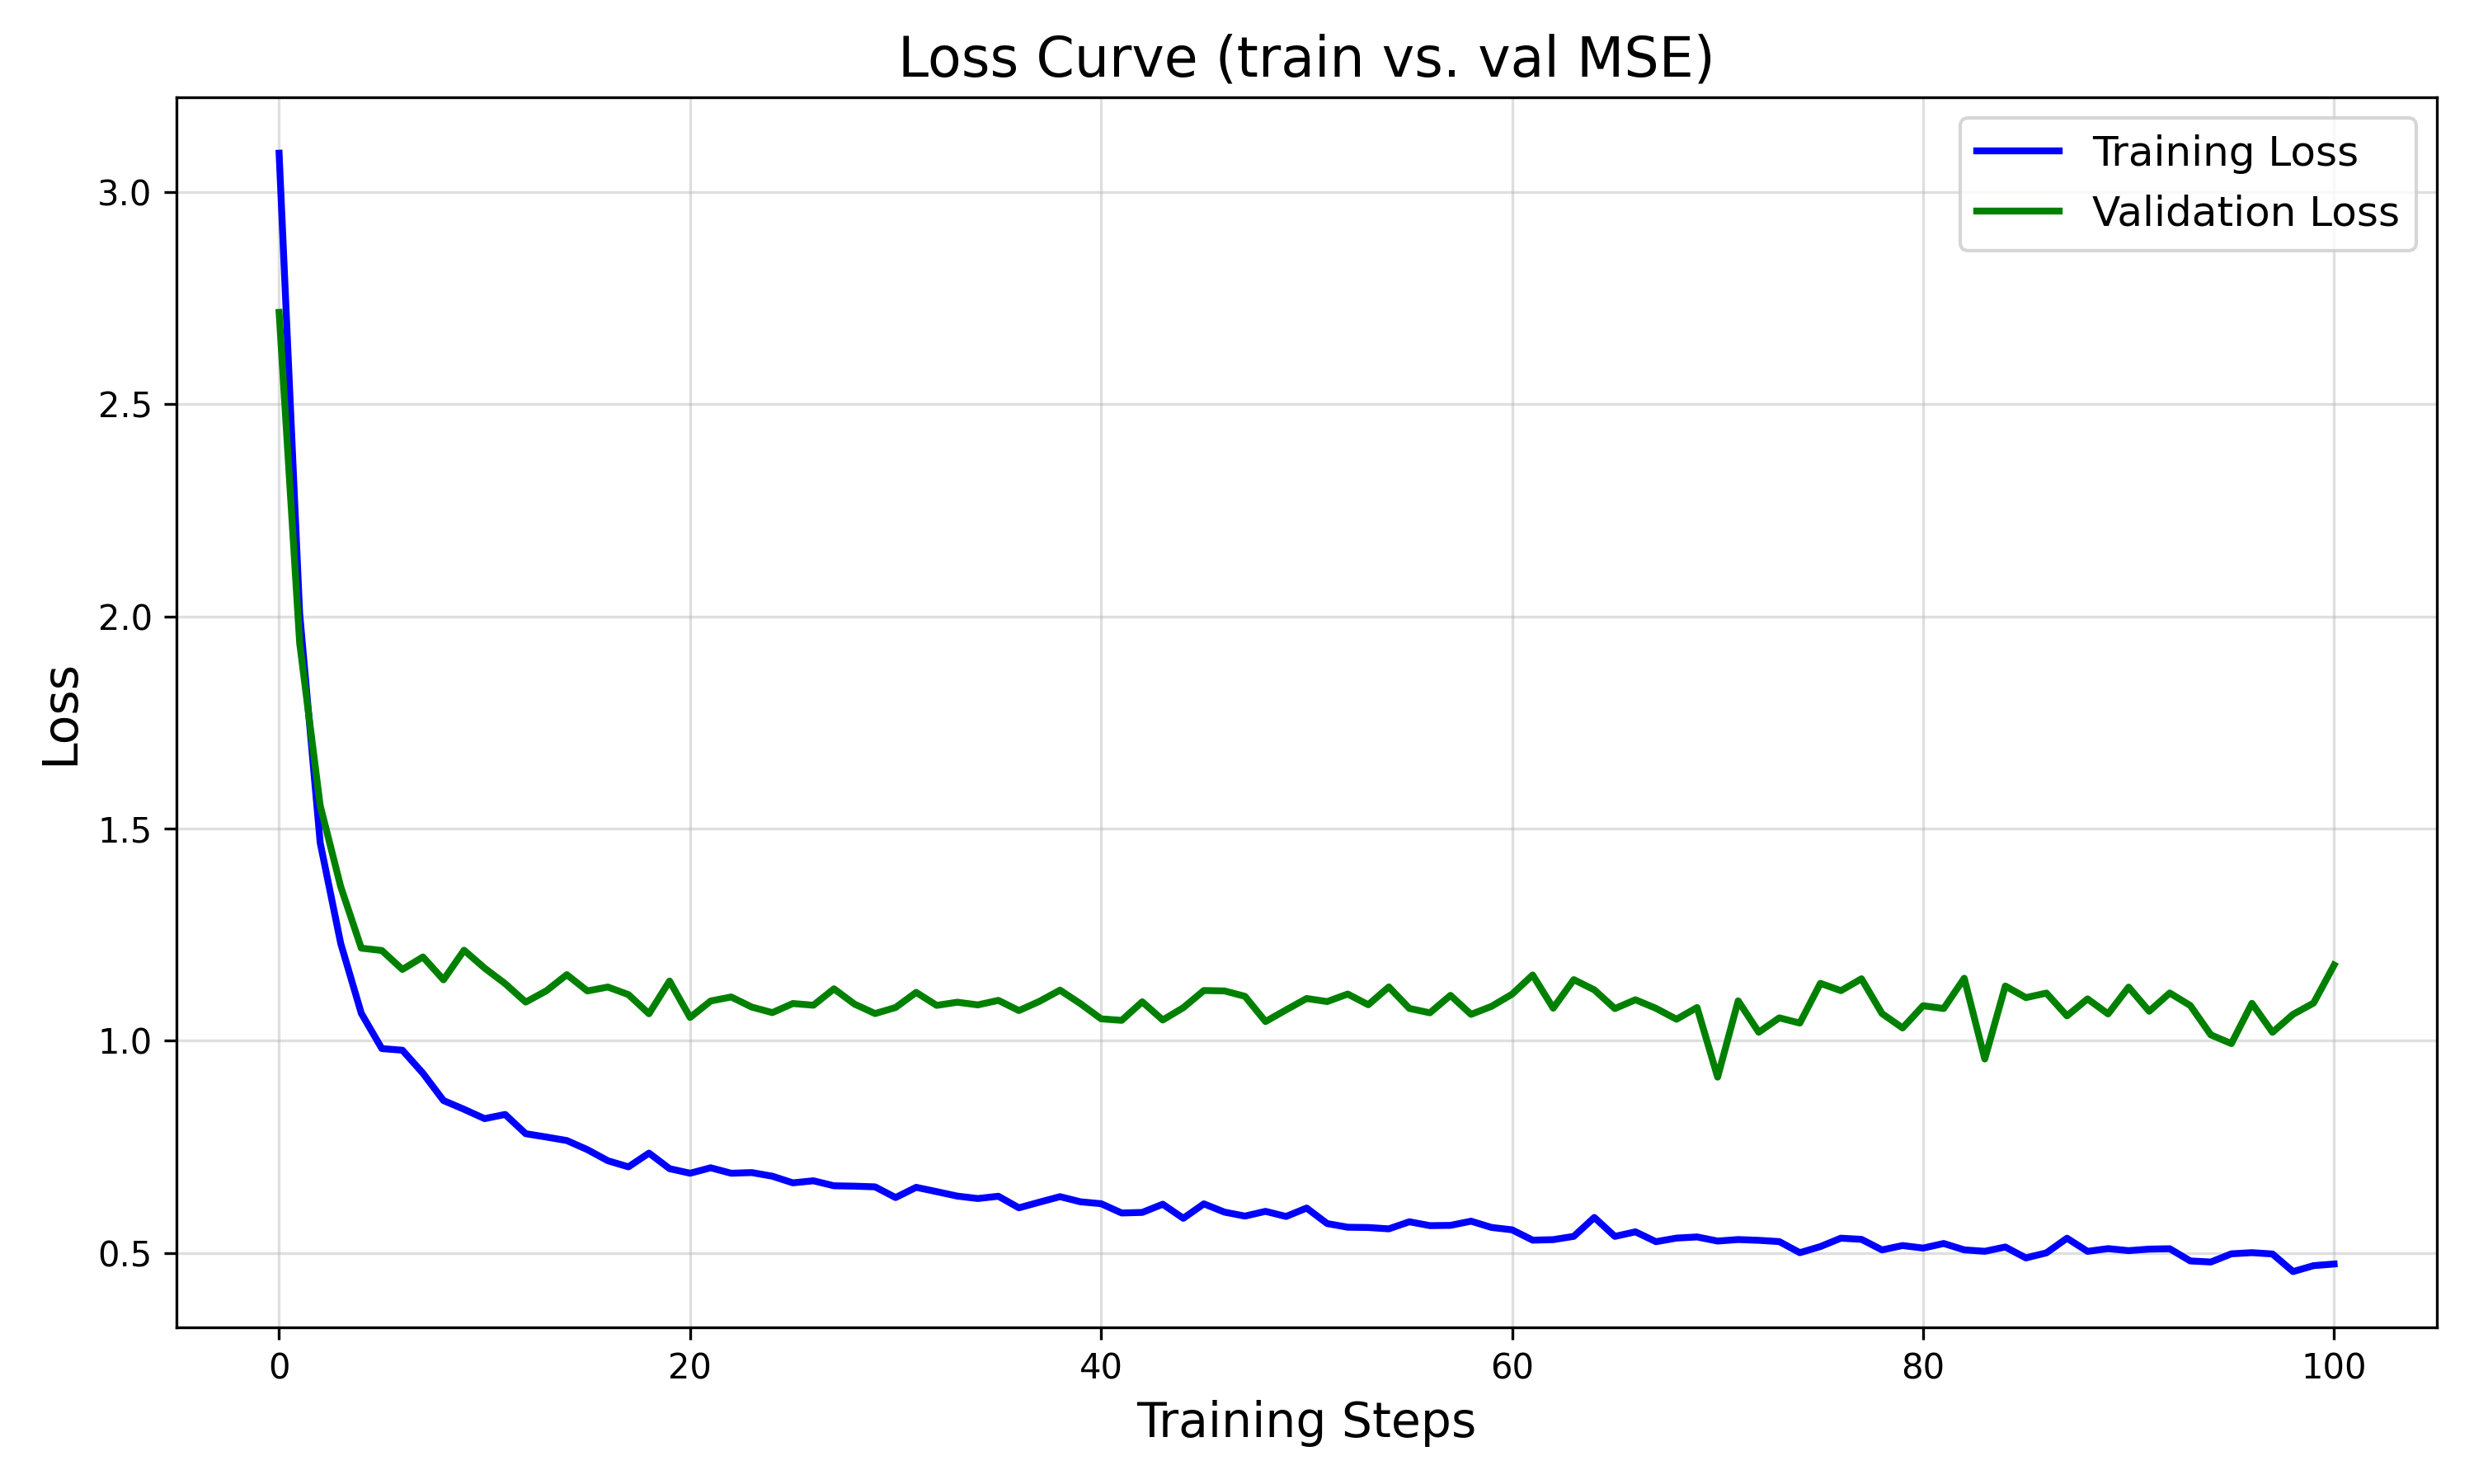 Loss Curve (train vs. val MSE)
Training Loss
Validation Loss
3.0
2.5
2.0
1.5
1.0
0.5
Loss
0 20 40 60 80 100
Training Steps